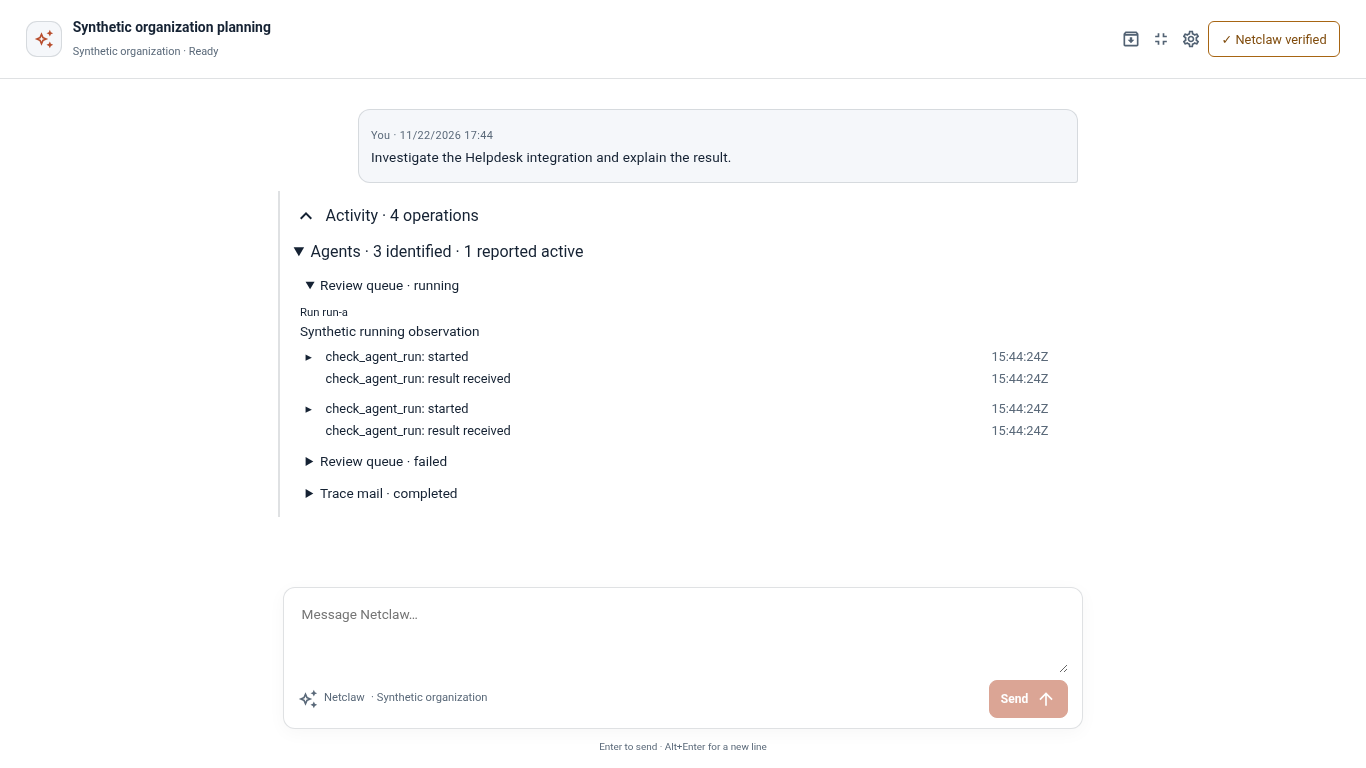 Synthetic organization planning
Synthetic organization · Ready
✓ Netclaw verified
You · 11/22/2026 17:44
Investigate the Helpdesk integration and explain the result.
Activity · 4 operations
Agents · 3 identified · 1 reported active
Review queue · running
Run run-a
Synthetic running observation
check_agent_run: started 15:44:24Z
check_agent_run: result received 15:44:24Z
check_agent_run: started 15:44:24Z
check_agent_run: result received 15:44:24Z
Review queue · failed
Trace mail · completed
Message Netclaw…
Netclaw · Synthetic organization
Send
Enter to send · Alt+Enter for a new line